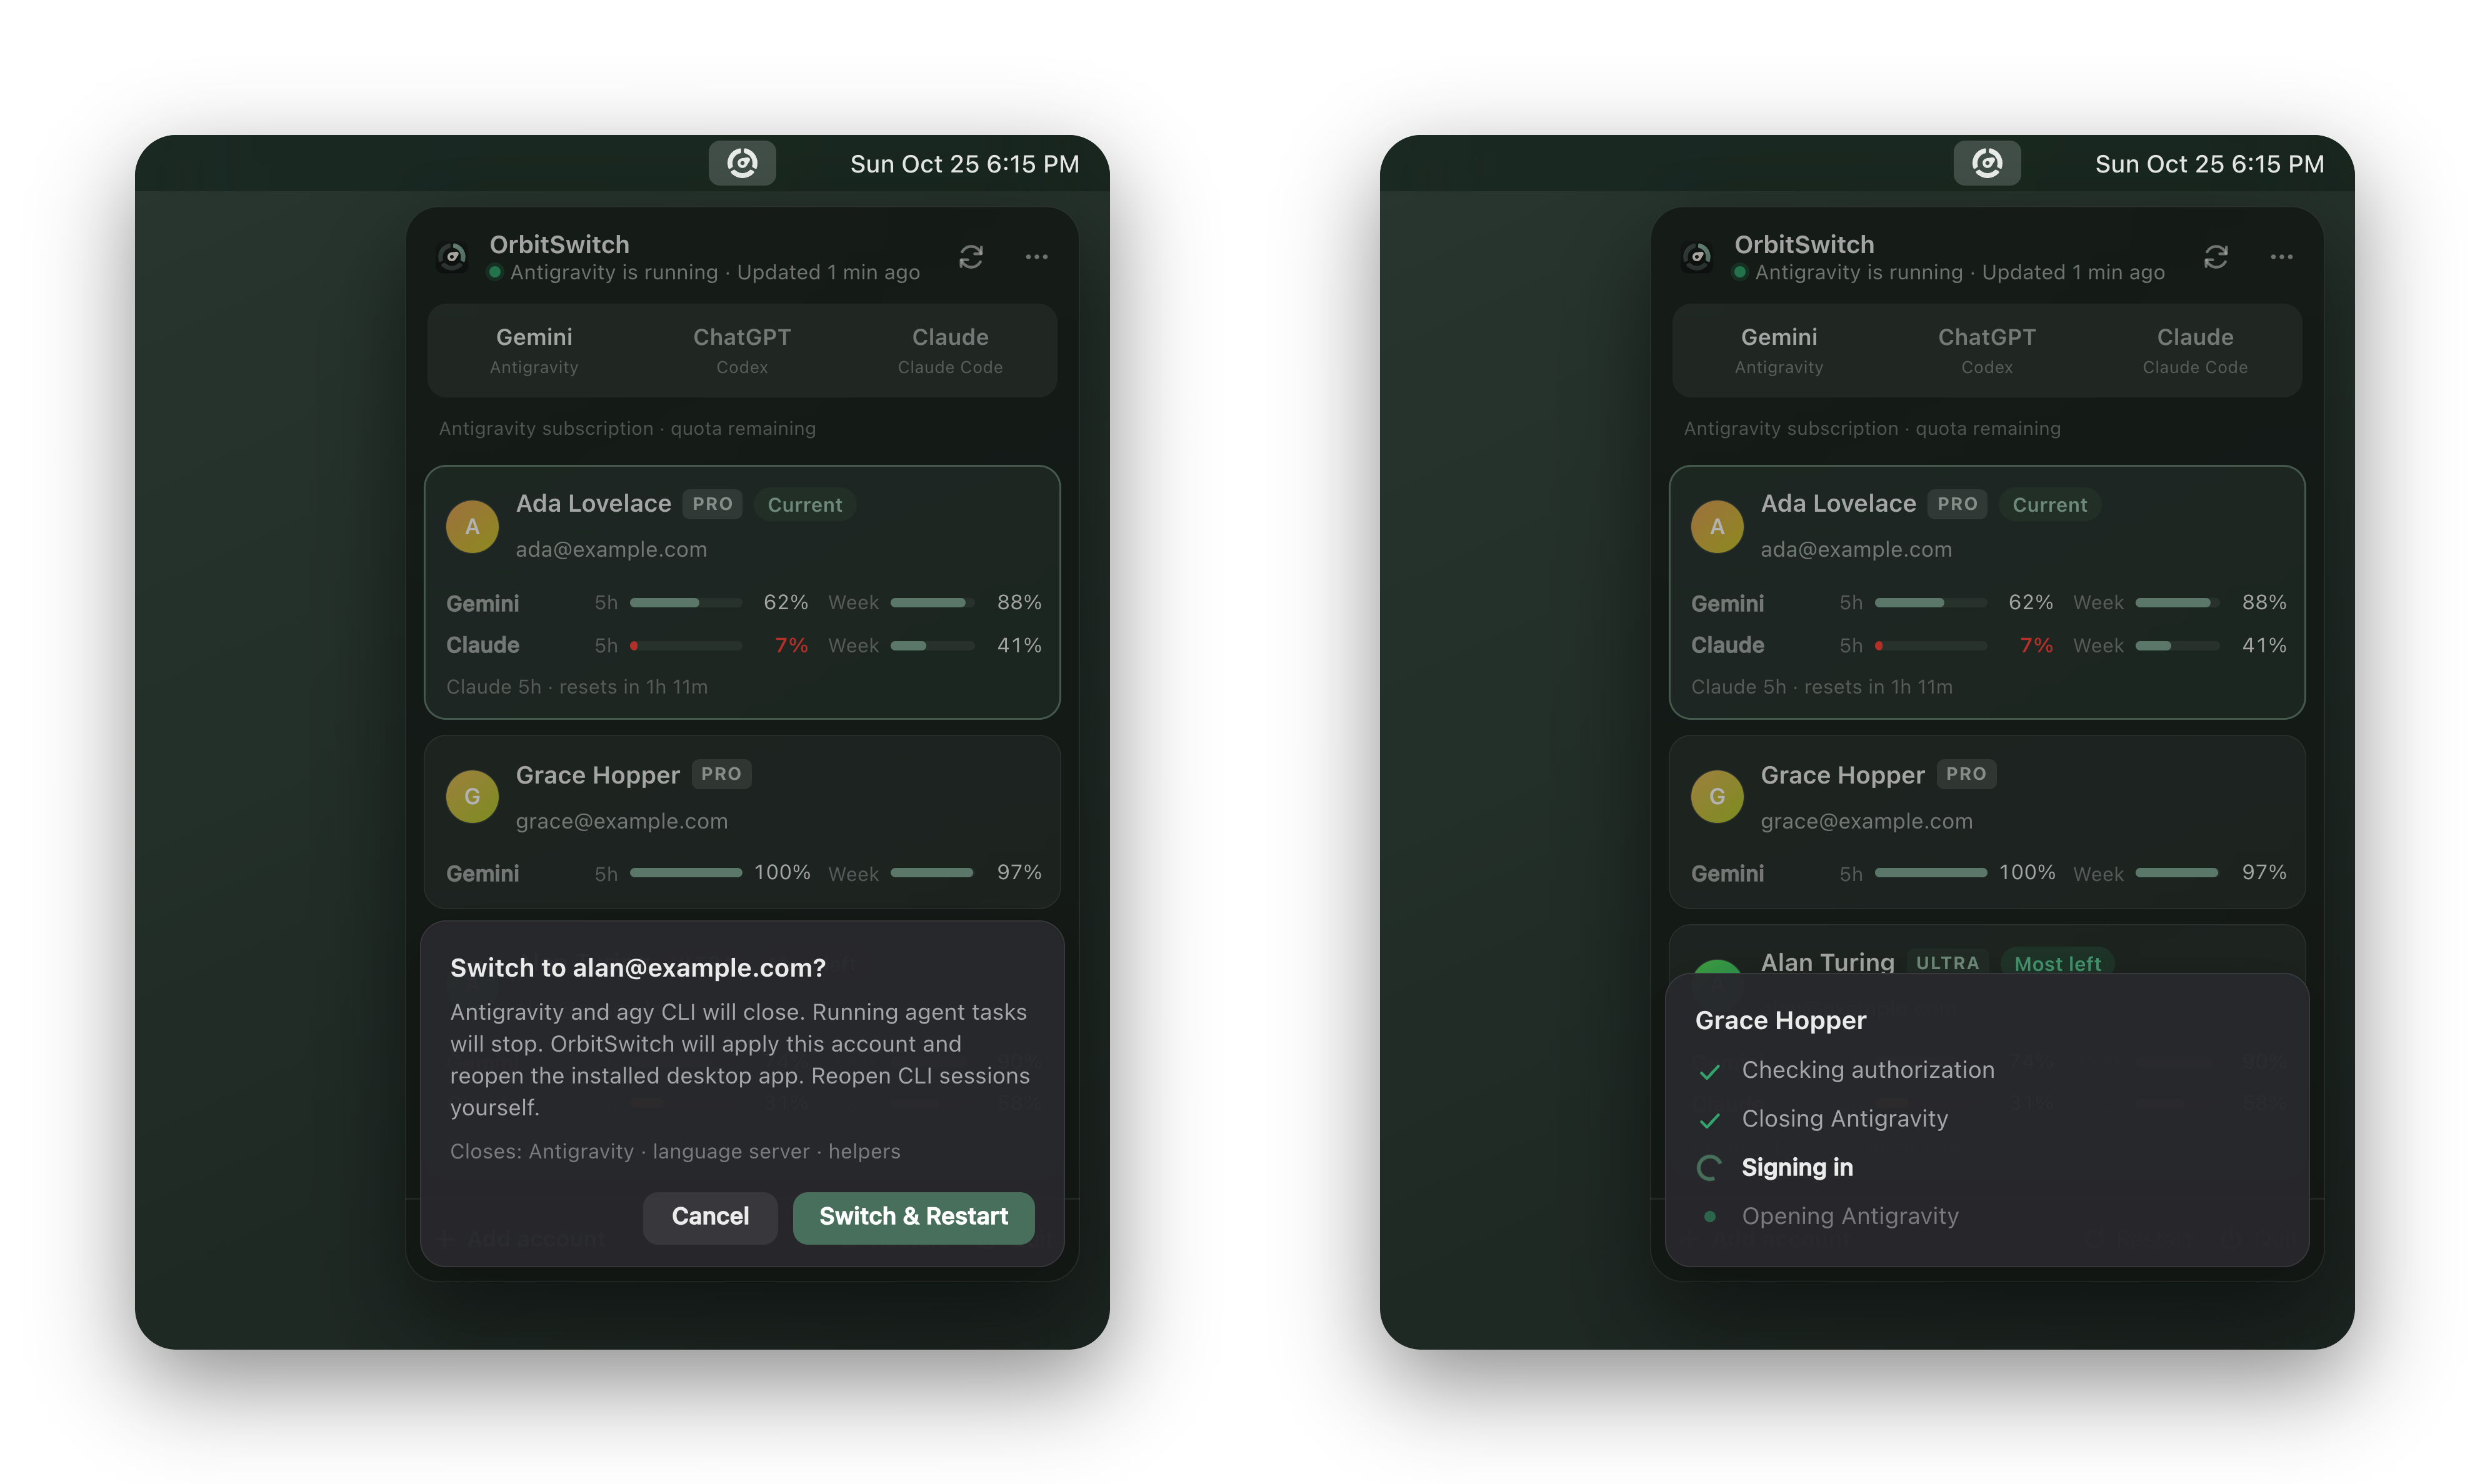 Sun Oct 25 6:15 PM
OrbitSwitch
Antigravity is running · Updated 1 min ago
Gemini ChatGPT Claude
Antigravity Codex Claude Code
Antigravity subscription · quota remaining
A
Ada Lovelace PRO Current
ada@example.com
Gemini 5h 62% Week 88%
Claude 5h 7% Week 41%
Claude 5h · resets in 1h 11m
G
Grace Hopper PRO
grace@example.com
Gemini 5h 100% Week 97%
Switch to alan@example.com?
Antigravity and agy CLI will close. Running agent tasks
will stop. OrbitSwitch will apply this account and
reopen the installed desktop app. Reopen CLI sessions
yourself.
Closes: Antigravity · language server · helpers
Cancel Switch & Restart
Add account
Sun Oct 25 6:15 PM
OrbitSwitch
Antigravity is running · Updated 1 min ago
Gemini ChatGPT Claude
Antigravity Codex Claude Code
Antigravity subscription · quota remaining
A
Ada Lovelace PRO Current
ada@example.com
Gemini 5h 62% Week 88%
Claude 5h 7% Week 41%
Claude 5h · resets in 1h 11m
G
Grace Hopper PRO
grace@example.com
Gemini 5h 100% Week 97%
Alan Turing ULTRA Most left
Grace Hopper
Checking authorization
Closing Antigravity
Signing in
Opening Antigravity